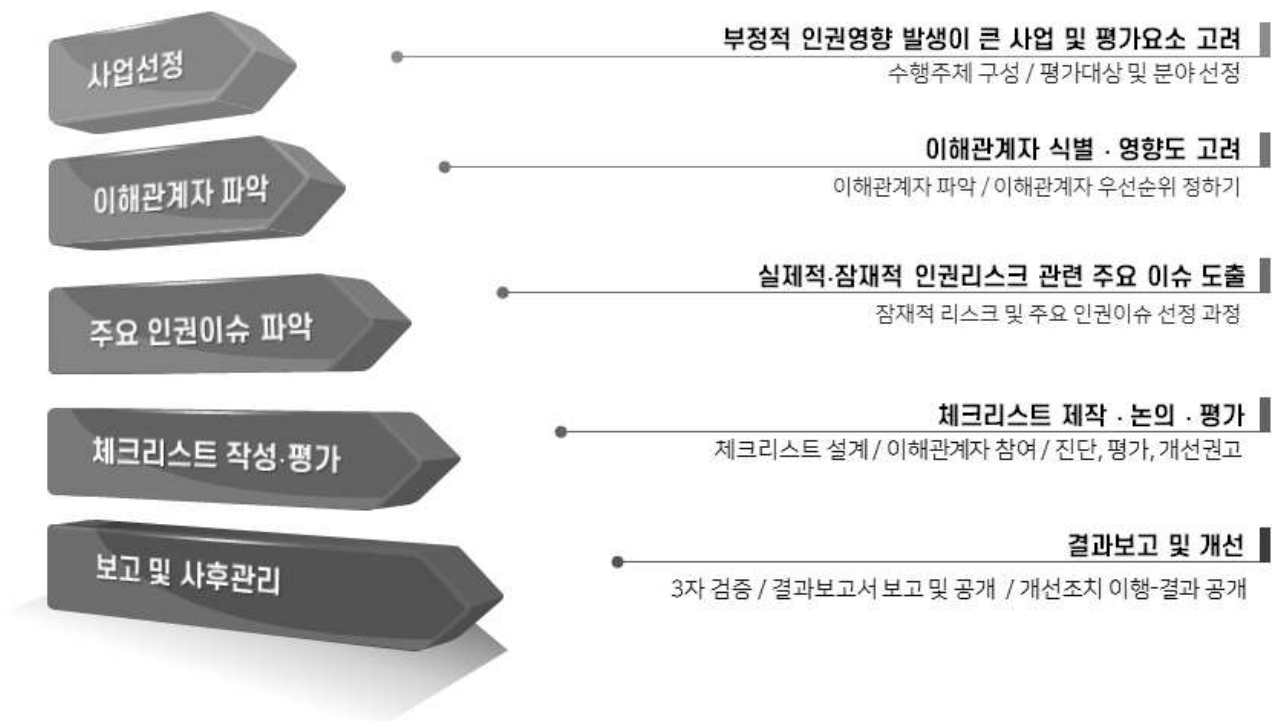 사업선정
부정적 인권영향 발생이 큰 사업 및 평가요소 고려
수행주체 구성 / 평가대상 및 분야 선정
이해관계자 파악
이해관계자 식별 · 영향도 고려
이해관계자 파악 / 이해관계자 우선순위 정하기
주요 인권이슈 파악
실제적·잠재적 인권리스크 관련 주요 이슈 도출
잠재적 리스크 및 주요 인권이슈 선정 과정
체크리스트 작성·평가
체크리스트 제작 · 논의 · 평가
체크리스트 설계 / 이해관계자 참여 / 진단, 평가, 개선권고
보고 및 사후관리
결과보고 및 개선
3자 검증 / 결과보고서 보고 및 공개 / 개선조치 이행-결과 공개